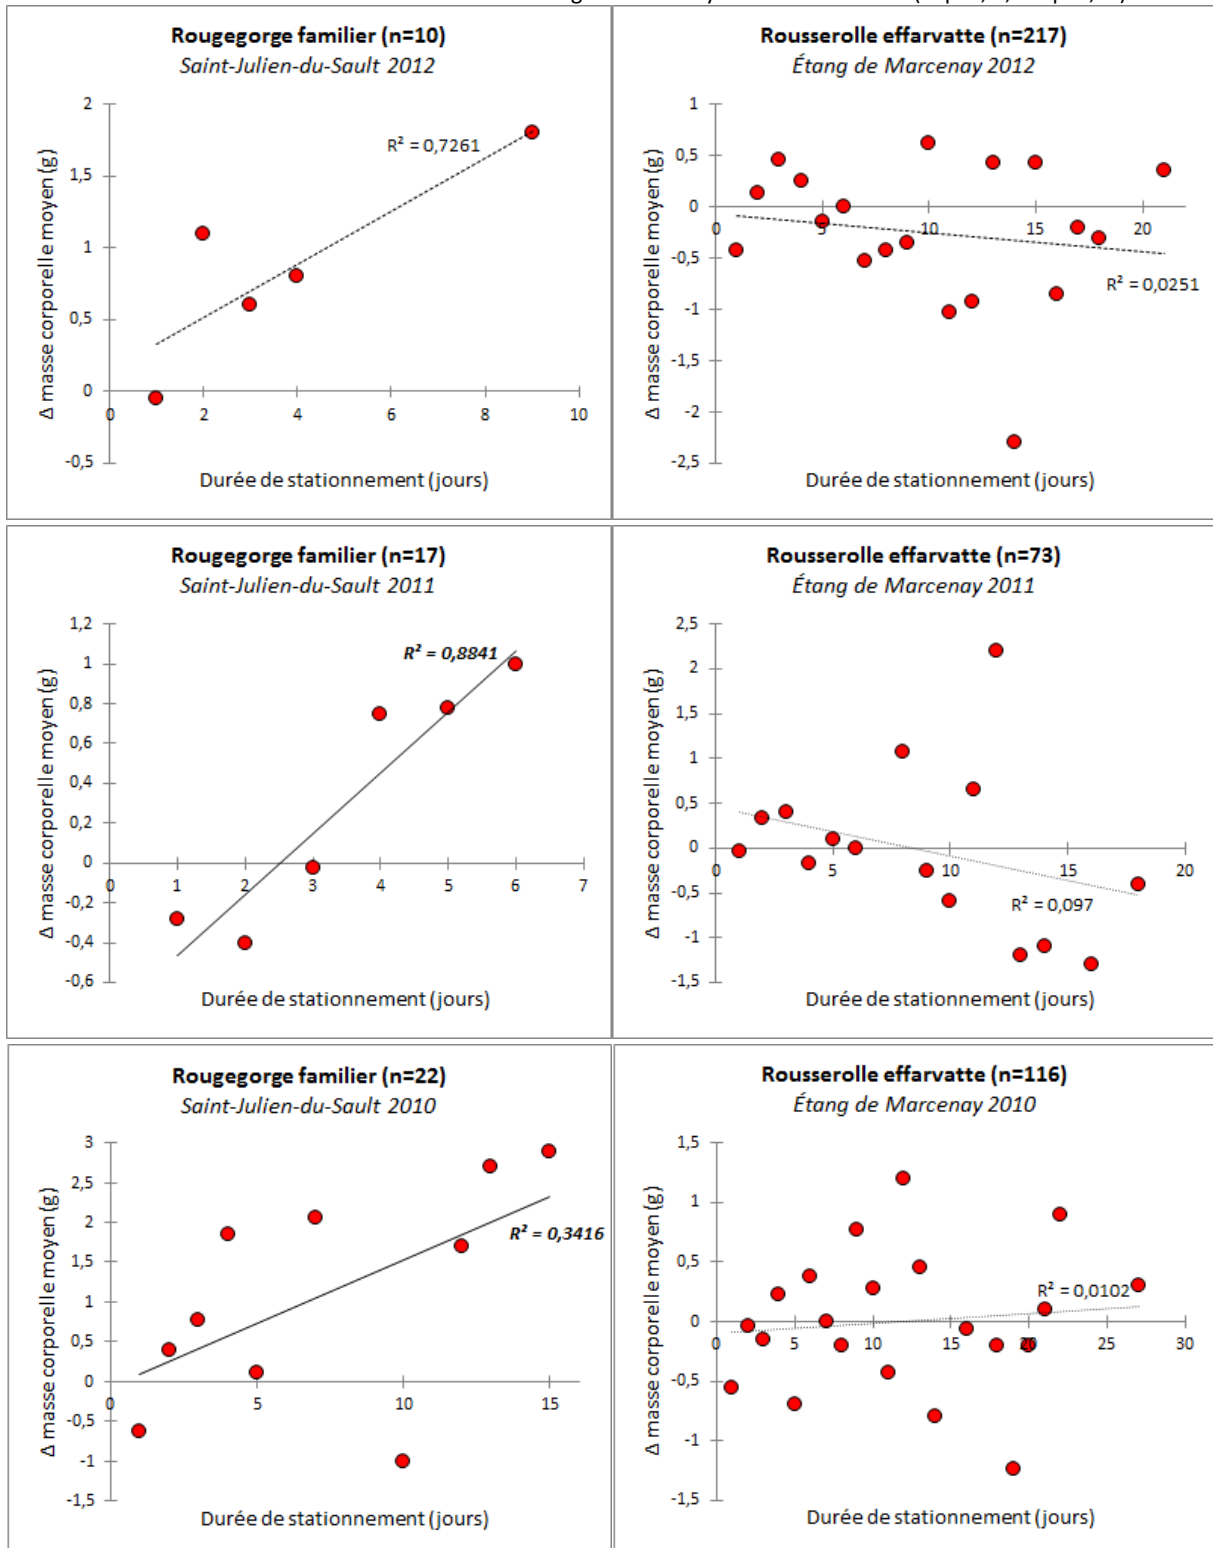 Rougegorge familier (n=10)
Saint-Julien-du-Sault 2012
Δ masse corporelle moyen (g)
2
1,5
1
0,5
0
-0,5
0 2 4 6 8 10
R² = 0,7261
Durée de stationnement (jours)
Rousserolle effarvatte (n=217)
Étang de Marcenay 2012
Δ masse corporelle moyen (g)
1
0,5
0
-0,5
-1
-1,5
-2
-2,5
0 5 10 15 20
R² = 0,0251
Durée de stationnement (jours)
Rougegorge familier (n=17)
Saint-Julien-du-Sault 2011
Δ masse corporelle moyen (g)
1,2
1
0,8
0,6
0,4
0,2
0
-0,2
-0,4
-0,6
0 1 2 3 4 5 6 7
R² = 0,8841
Durée de stationnement (jours)
Rousserolle effarvatte (n=73)
Étang de Marcenay 2011
Δ masse corporelle moyen (g)
2,5
2
1,5
1
0,5
0
-0,5
-1
-1,5
0 5 10 15 20
R² = 0,097
Durée de stationnement (jours)
Rougegorge familier (n=22)
Saint-Julien-du-Sault 2010
Δ masse corporelle moyen (g)
3
2,5
2
1,5
1
0,5
0
-0,5
-1
-1,5
0 5 10 15
R² = 0,3416
Durée de stationnement (jours)
Rousserolle effarvatte (n=116)
Étang de Marcenay 2010
Δ masse corporelle moyen (g)
1,5
1
0,5
0
-0,5
-1
-1,5
0 5 10 15 20 25 30
R² = 0,0102
Durée de stationnement (jours)